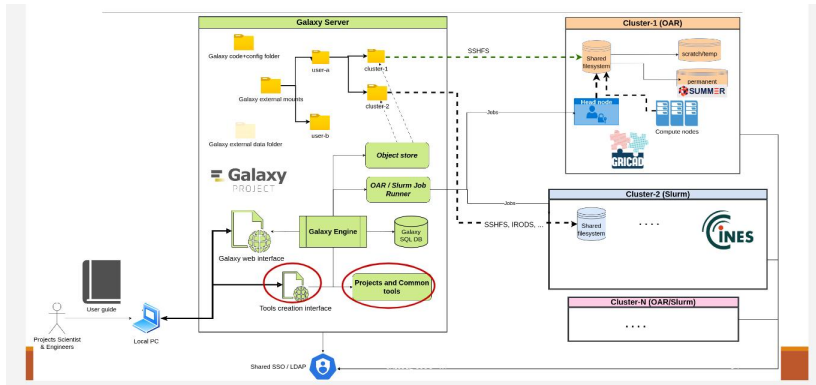 Galaxy Server
Galaxy code+config folder
Galaxy external mounts
user-a
user-b
cluster-1
cluster-2
Galaxy external data folder
Galaxy
PROJECT
Object store
OAR / Slurm Job
Runner
Galaxy Engine
Galaxy
SQL DB
Galaxy web interface
Tools creation interface
Projects and Common
tools
User guide
Projects Scientist
& Engineers
Local PC
Shared SSO / LDAP
SSHFS
Jobs
Jobs
SSHFS, IRODS, ...
Cluster-1 (OAR)
Shared
filesystem
scratch/temp
permanent
SUMMER
Head node
Compute nodes
GRICAD
Cluster-2 (Slurm)
Shared
filesystem
. . . .
CINES
Cluster-N (OAR/Slurm)
. . . .